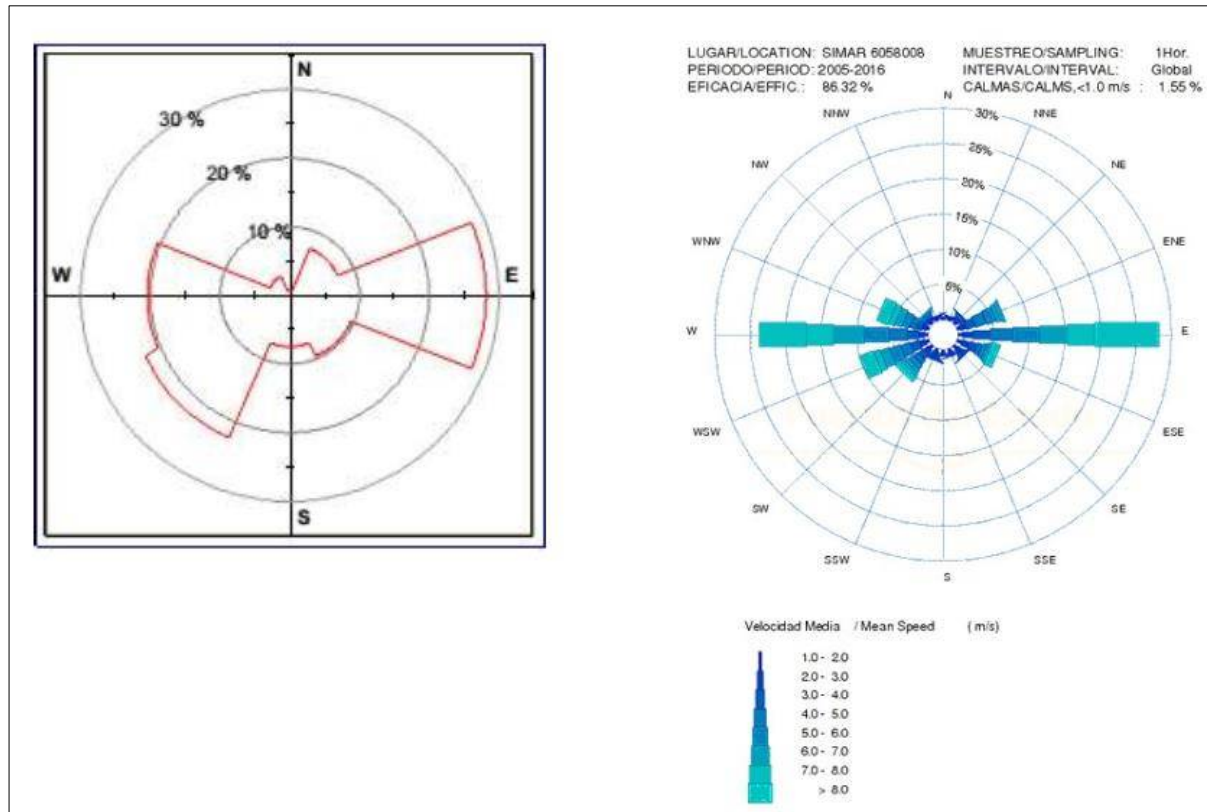 N
30 %
20 %
10 %
W
E
S
LUGAR/LOCATION: SIMAR 6058008
PERIODO/PERIOD: 2005-2016
EFICACIA/EFFIC.: 86.32 %
MUESTREO/SAMPLING: 1Hor.
INTERVALO/INTERVAL: Global
CALMAS/CALMS,<1.0 m/s : 1.55 %
N
NNW
NNE
30%
NW
25%
NE
20%
WNW
15%
ENE
10%
5%
W
E
WSW
ESE
SW
SE
SSW
SSE
S
Velocidad Media / Mean Speed (m/s)
1.0 - 2.0
2.0 - 3.0
3.0 - 4.0
4.0 - 5.0
5.0 - 6.0
6.0 - 7.0
7.0 - 8.0
> 8.0